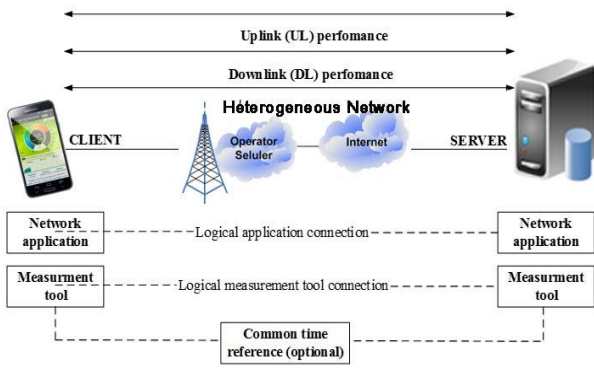 Uplink (UL) perfomance
Downlink (DL) perfomance
Heterogeneous Network
CLIENT
Operator
Seluler
Internet
SERVER
Network
application
Logical application connection
Network
application
Measurment
tool
Logical measurement tool connection
Measurment
tool
Common time
reference (optional)